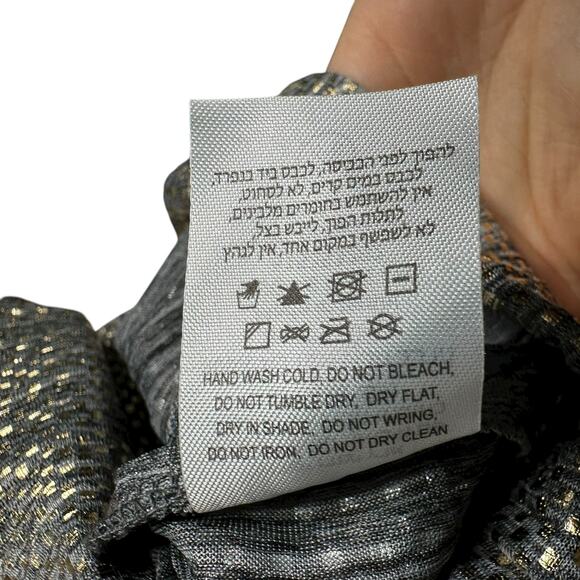 להפוך לפני הכביסה, לכבס ביד בנפרד,
לכבס במים קרים, לא לסחוט,
אין להשתמש בחומרים מלבינים,
לתלות הפוך, לייבש בצל,
לא לשפשף במקום אחד, אין לגהץ
HAND WASH COLD, DO NOT BLEACH,
DO NOT TUMBLE DRY, DRY FLAT,
DRY IN SHADE, DO NOT WRING,
DO NOT IRON, DO NOT DRY CLEAN